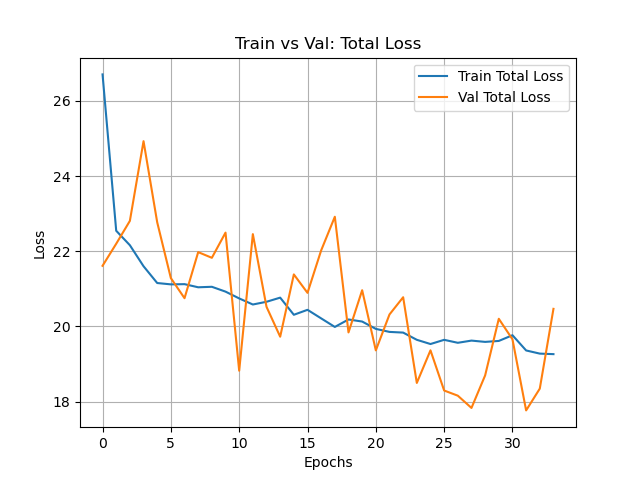 Train vs Val: Total Loss
Train Total Loss
Val Total Loss
26
24
22
20
18
Loss
0 5 10 15 20 25 30
Epochs